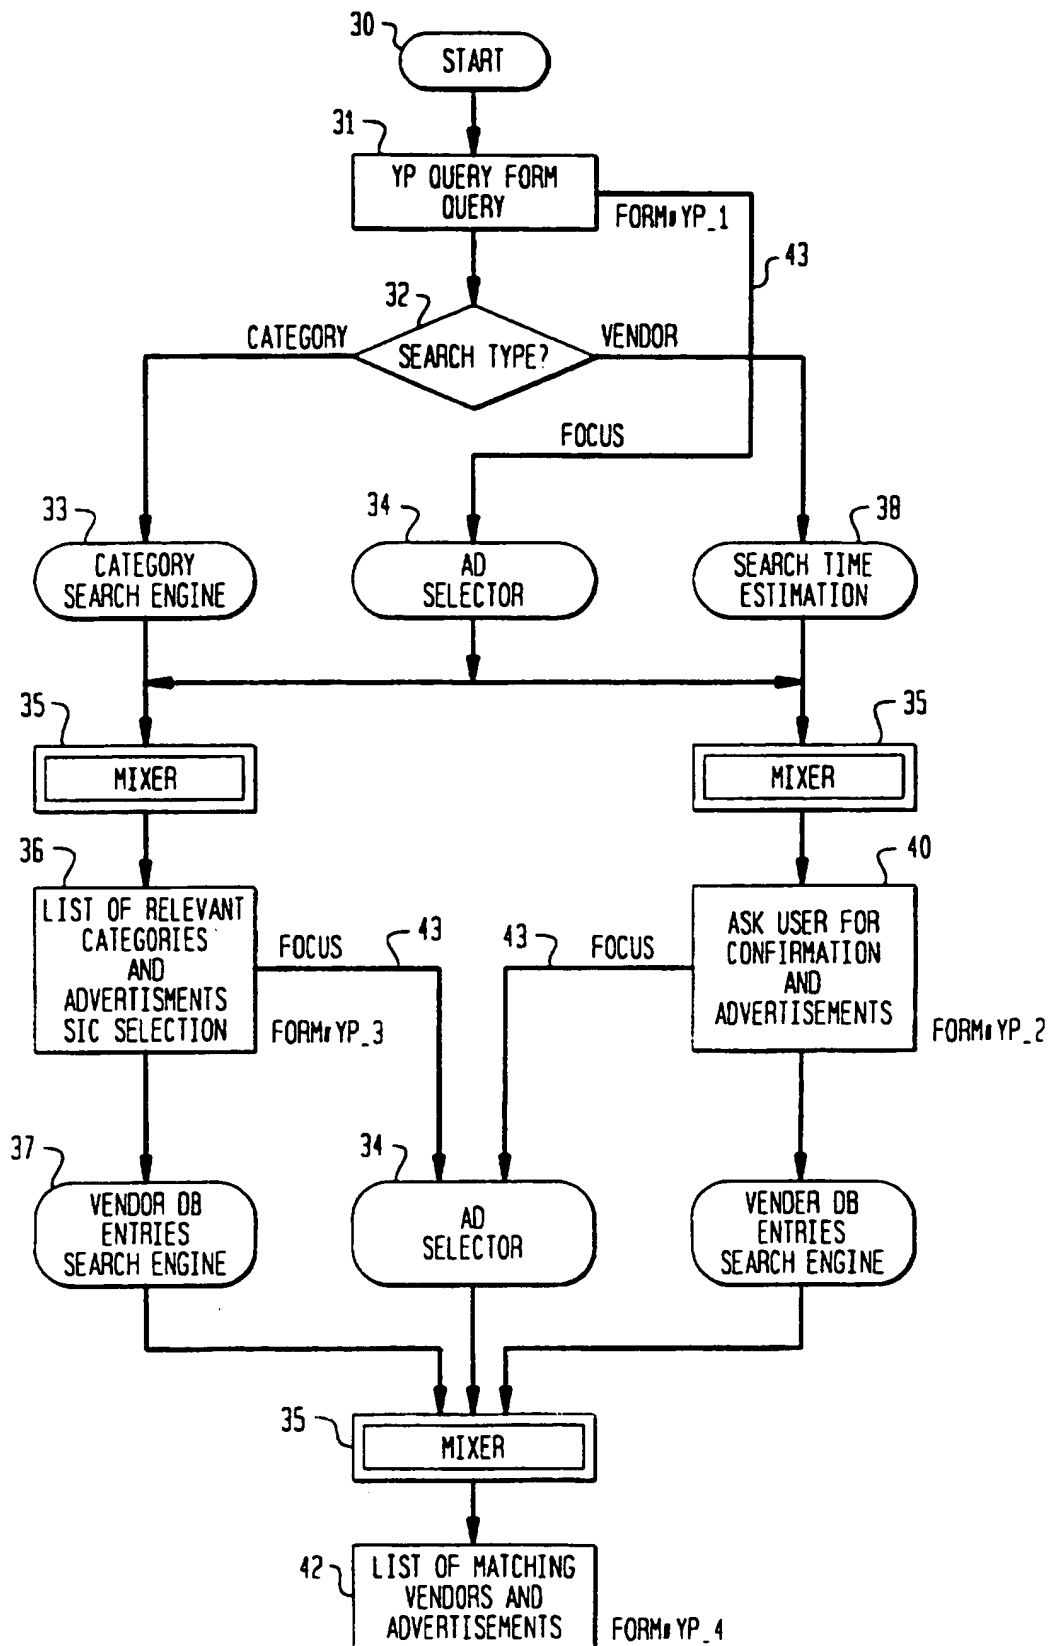 30
START
31
YP QUERY FORM
QUERY
FORM#YP_1
43
32
CATEGORY
SEARCH TYPE?
VENDOR
FOCUS
33
CATEGORY
SEARCH ENGINE
34
AD
SELECTOR
38
SEARCH TIME
ESTIMATION
35
MIXER
35
MIXER
36
LIST OF RELEVANT
CATEGORIES
AND
ADVERTISMENTS
SIC SELECTION
FOCUS
43
FORM#YP_3
43
FOCUS
40
ASK USER FOR
CONFIRMATION
AND
ADVERTISEMENTS
FORM#YP_2
37
VENDOR DB
ENTRIES
SEARCH ENGINE
34
AD
SELECTOR
VENDER DB
ENTRIES
SEARCH ENGINE
35
MIXER
42
LIST OF MATCHING
VENDORS AND
ADVERTISEMENTS
FORM#YP_4